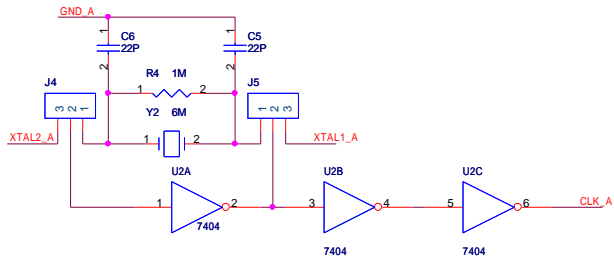 GND_A
1 C6 22P 2
1 C5 22P 2
J4 R4 1M J5
1 2
3 2 1 Y2 6M 1 2 3
XTAL2_A 1 2 XTAL1_A
U2A U2B U2C
1 2 3 4 5 6 CLK_A
7404 7404 7404